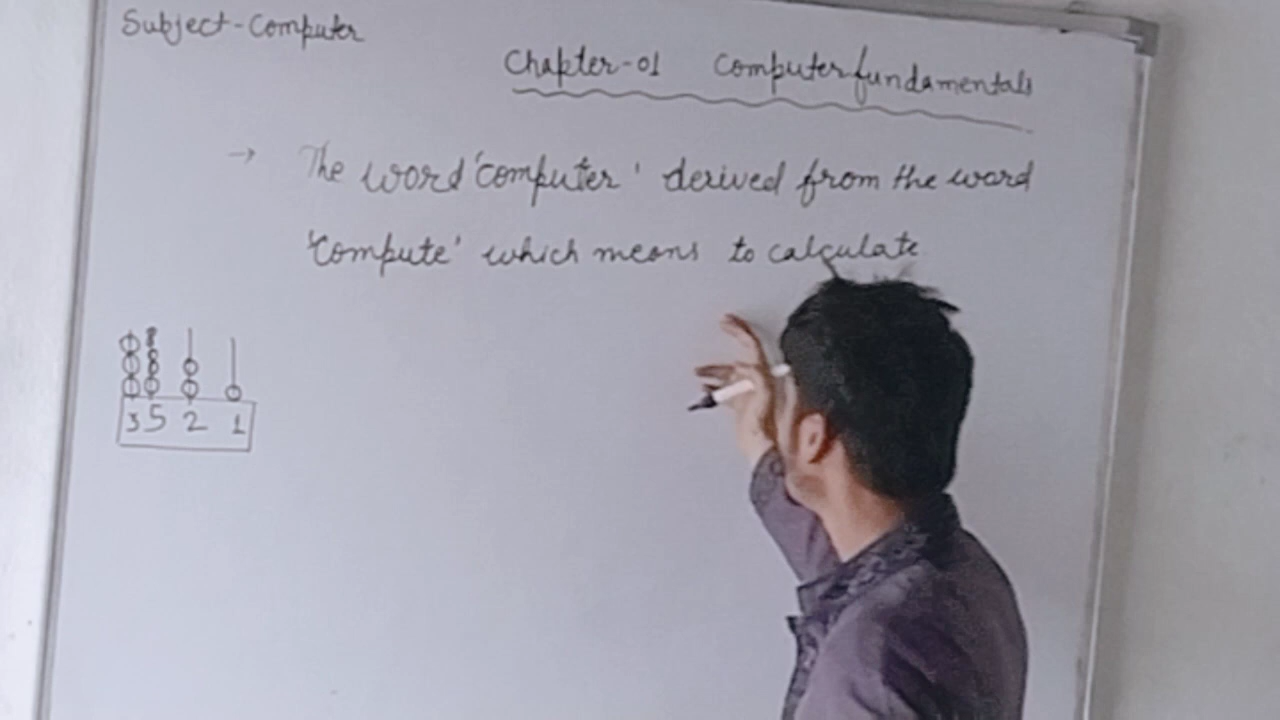 Subject-Computer
Chapter-01 Computer fundamentals
→ The word 'computer' derived from the word
'compute' which means to calculate
3 5 2 1